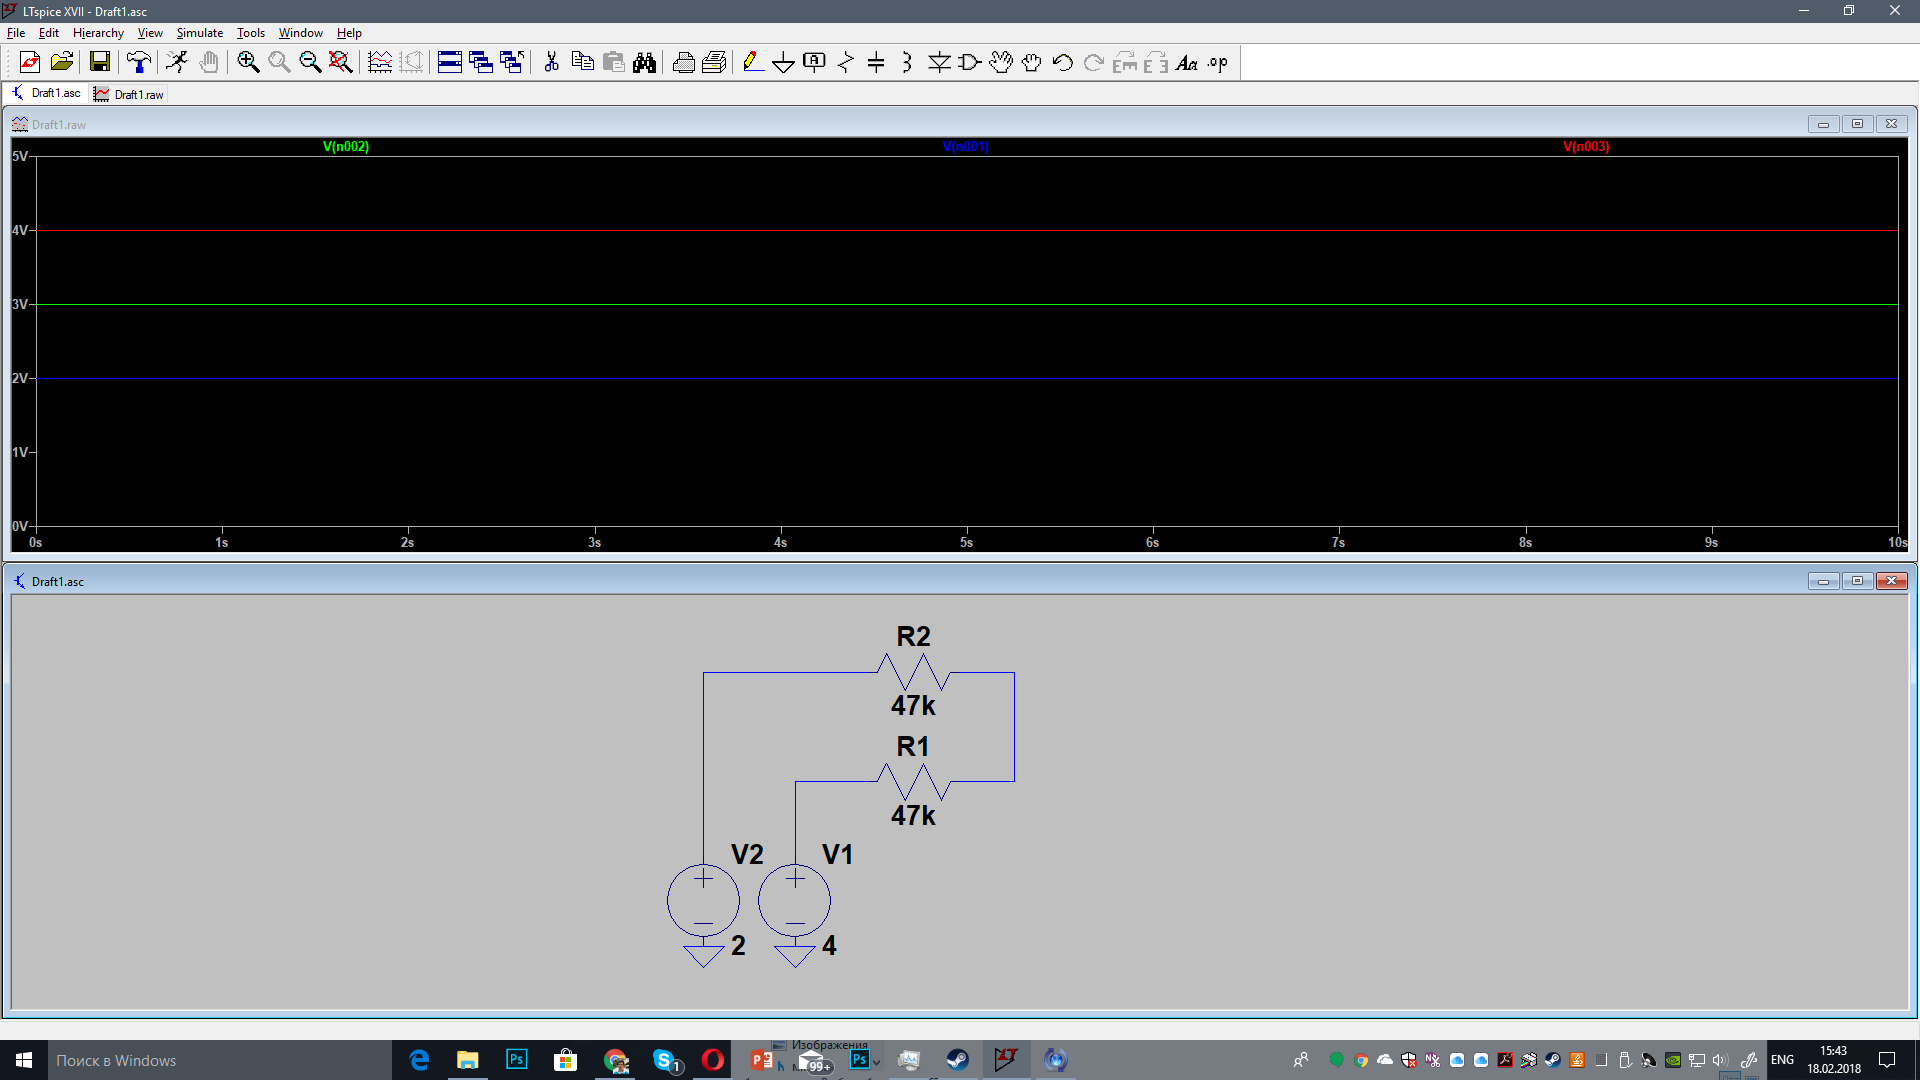 LTspice XVII - Draft1.asc
File Edit Hierarchy View Simulate Tools Window Help
Draft1.asc Draft1.raw
Draft1.raw
V(n002) V(n001) V(n003)
5V
4V
3V
2V
1V
0V
0s 1s 2s 3s 4s 5s 6s 7s 8s 9s 10s
Draft1.asc
R2
47k
R1
47k
V2 V1
2 4
Изображения
Поиск в Windows
99+
1
ENG
15:43
18.02.2018